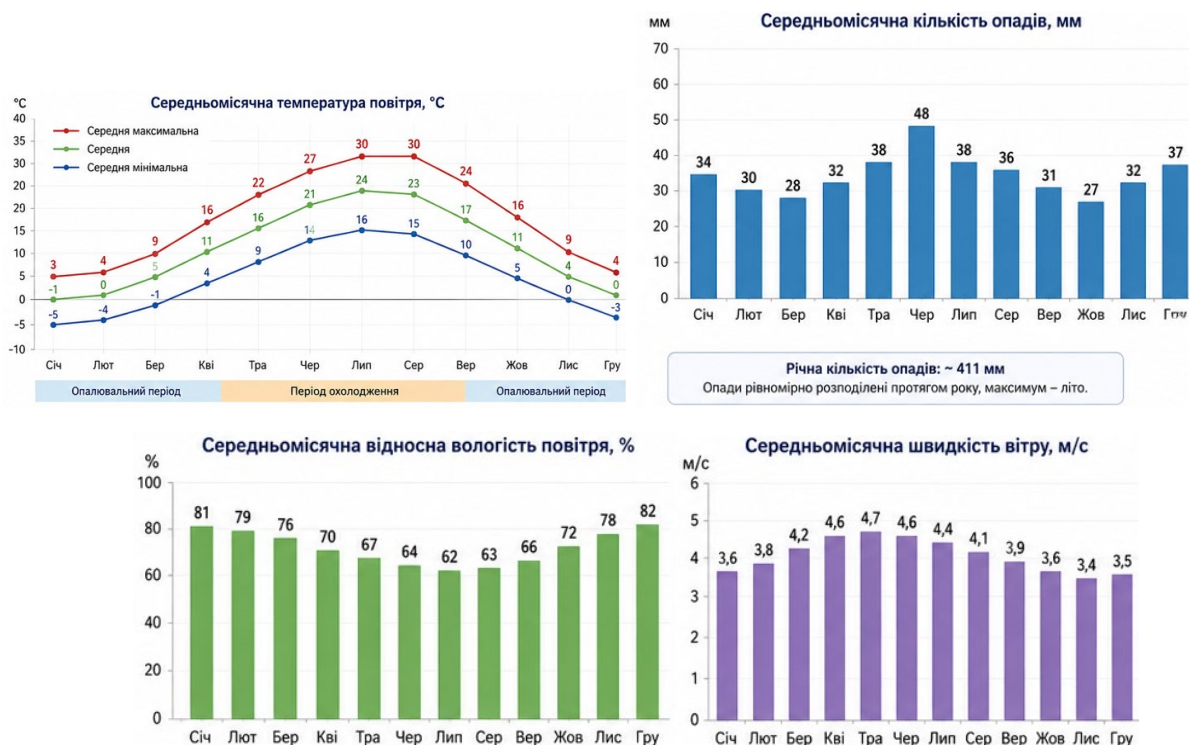 Середньомісячна температура повітря, °C
°C
Середня максимальна
Середня
Середня мінімальна
40
35
30
25
20
20
15
10
5
0
-5
-10
3 4 9 16 22 27 30 30 24 16 9 4
-1 0 5 11 16 21 24 23 17 11 4 0
-5 -4 -1 4 9 14 16 15 10 5 0 -3
Січ Лют Бер Кві Тра Чер Лип Сер Вер Жов Лис Гру
Опалювальний період Період охолодження Опалювальний період
Середньомісячна кількість опадів, мм
мм
70
60
50
40
30
30
10
0
34 30 28 32 38 48 38 36 31 27 32 37
Січ Лют Бер Кві Тра Чер Лип Сер Вер Жов Лис
Річна кількість опадів: ~ 411 мм
Опади рівномірно розподілені протягом року, максимум – літо.
Середньомісячна відносна вологість повітря, %
%
100
80
60
80
20
0
81 79 76 70 67 64 62 63 66 72 78 82
Січ Лют Бер Кві Тра Чер Лип Сер Вер Жов Лис Гру
Середньомісячна швидкість вітру, м/с
м/с
6
5
4
3
2
1
0
3,6 3,8 4,2 4,6 4,7 4,6 4,4 4,1 3,9 3,6 3,4 3,5
Січ Лют Бер Кві Тра Чер Лип Сер Вер Жов Лис Гру